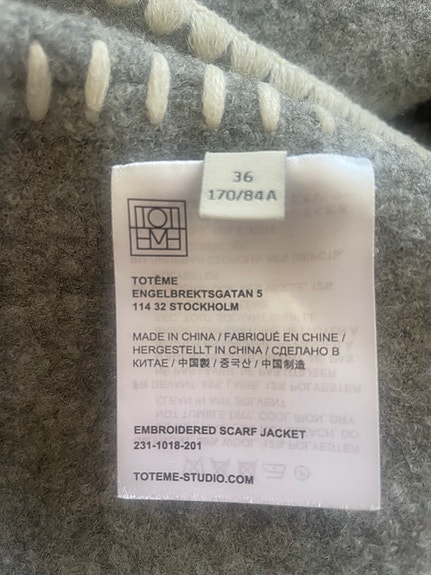 36
170/84A
TOT
EME
TOTÊME
ENGELBREKTSGATAN 5
114 32 STOCKHOLM
MADE IN CHINA / FABRIQUÉ EN CHINE /
HERGESTELLT IN CHINA / СДЕЛАНО В
КИТАЕ / 中国製 / 중국산 / 中国制造
EMBROIDERED SCARF JACKET
231-1018-201
TOTEME-STUDIO.COM